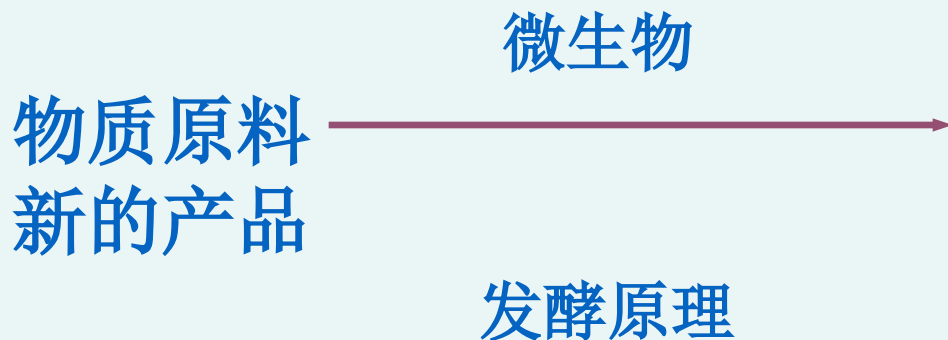 微生物
物质原料
新的产品
发酵原理